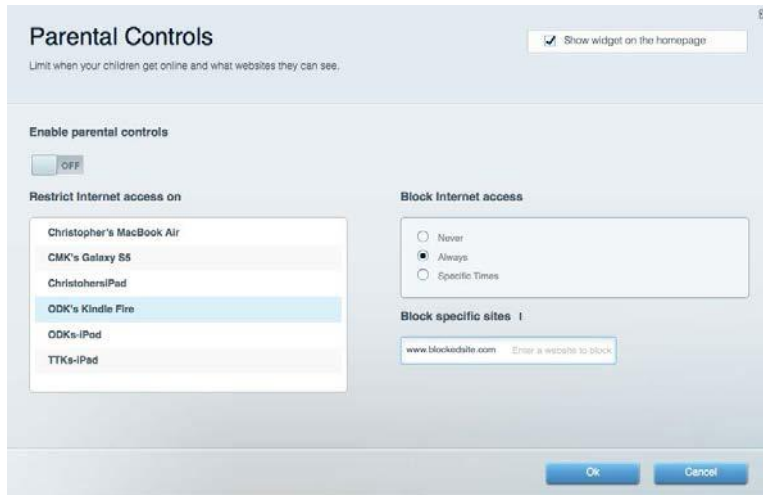 Parental Controls
Show widget on the homepage
Limit when your children get online and what websites they can see.
Enable parental controls
OFF
Restrict Internet access on
Christopher's MacBook Air
CMK's Galaxy S5
ChristohersiPad
ODK's Kindle Fire
ODKs-iPod
TTKs-iPad
Block Internet access
Never
Always
Specific Times
Block specific sites
www.blockedsite.com Enter a website to block
Ok
Cancel